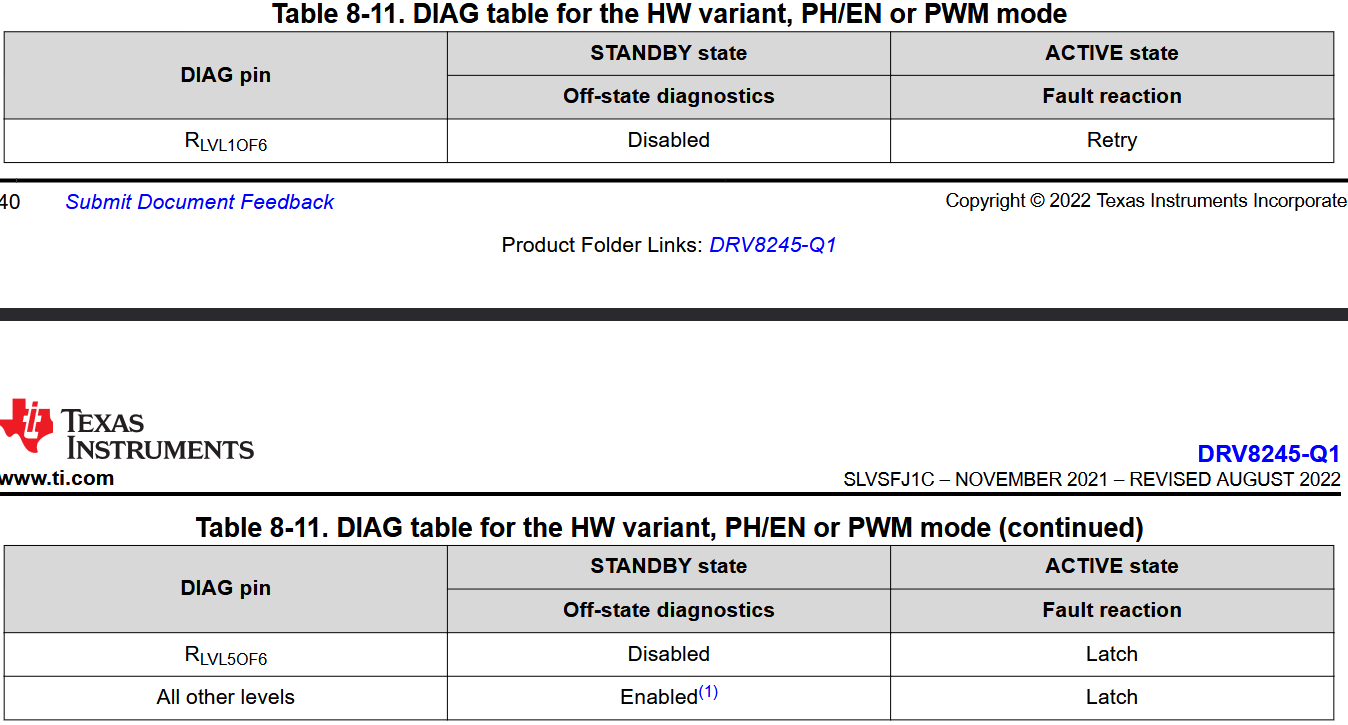 Table 8-11. DIAG table for the HW variant, PH/EN or PWM mode
DIAG pin
STANDBY state
ACTIVE state
Off-state diagnostics
Fault reaction
RLVL1OF6
Disabled
Retry
40
Submit Document Feedback
Copyright © 2022 Texas Instruments Incorporate
Product Folder Links: DRV8245-Q1
TEXAS
INSTRUMENTS
www.ti.com
DRV8245-Q1
SLVSFJ1C – NOVEMBER 2021 – REVISED AUGUST 2022
Table 8-11. DIAG table for the HW variant, PH/EN or PWM mode (continued)
DIAG pin
STANDBY state
ACTIVE state
Off-state diagnostics
Fault reaction
RLVL5OF6
Disabled
Latch
All other levels
Enabled(1)
Latch